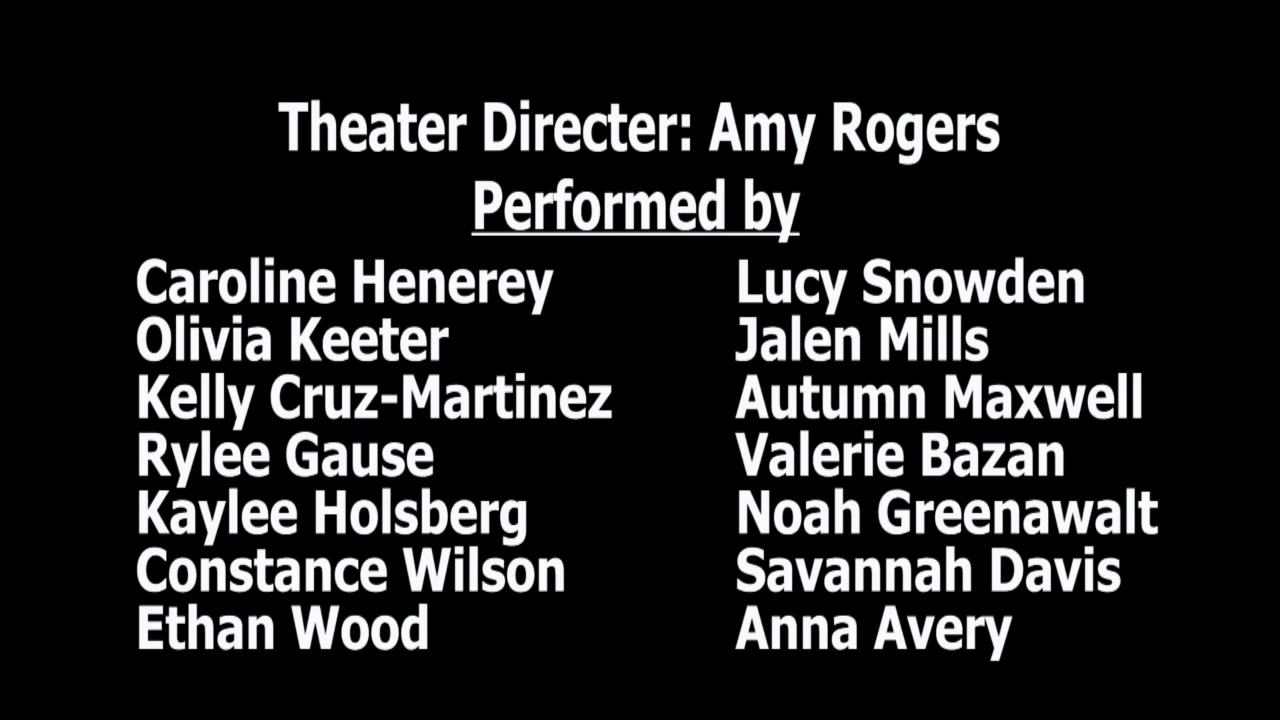 Theater Directer: Amy Rogers
Performed by
Caroline Henerey
Olivia Keeter
Kelly Cruz-Martinez
Rylee Gause
Kaylee Holsberg
Constance Wilson
Ethan Wood
Lucy Snowden
Jalen Mills
Autumn Maxwell
Valerie Bazan
Noah Greenawalt
Savannah Davis
Anna Avery